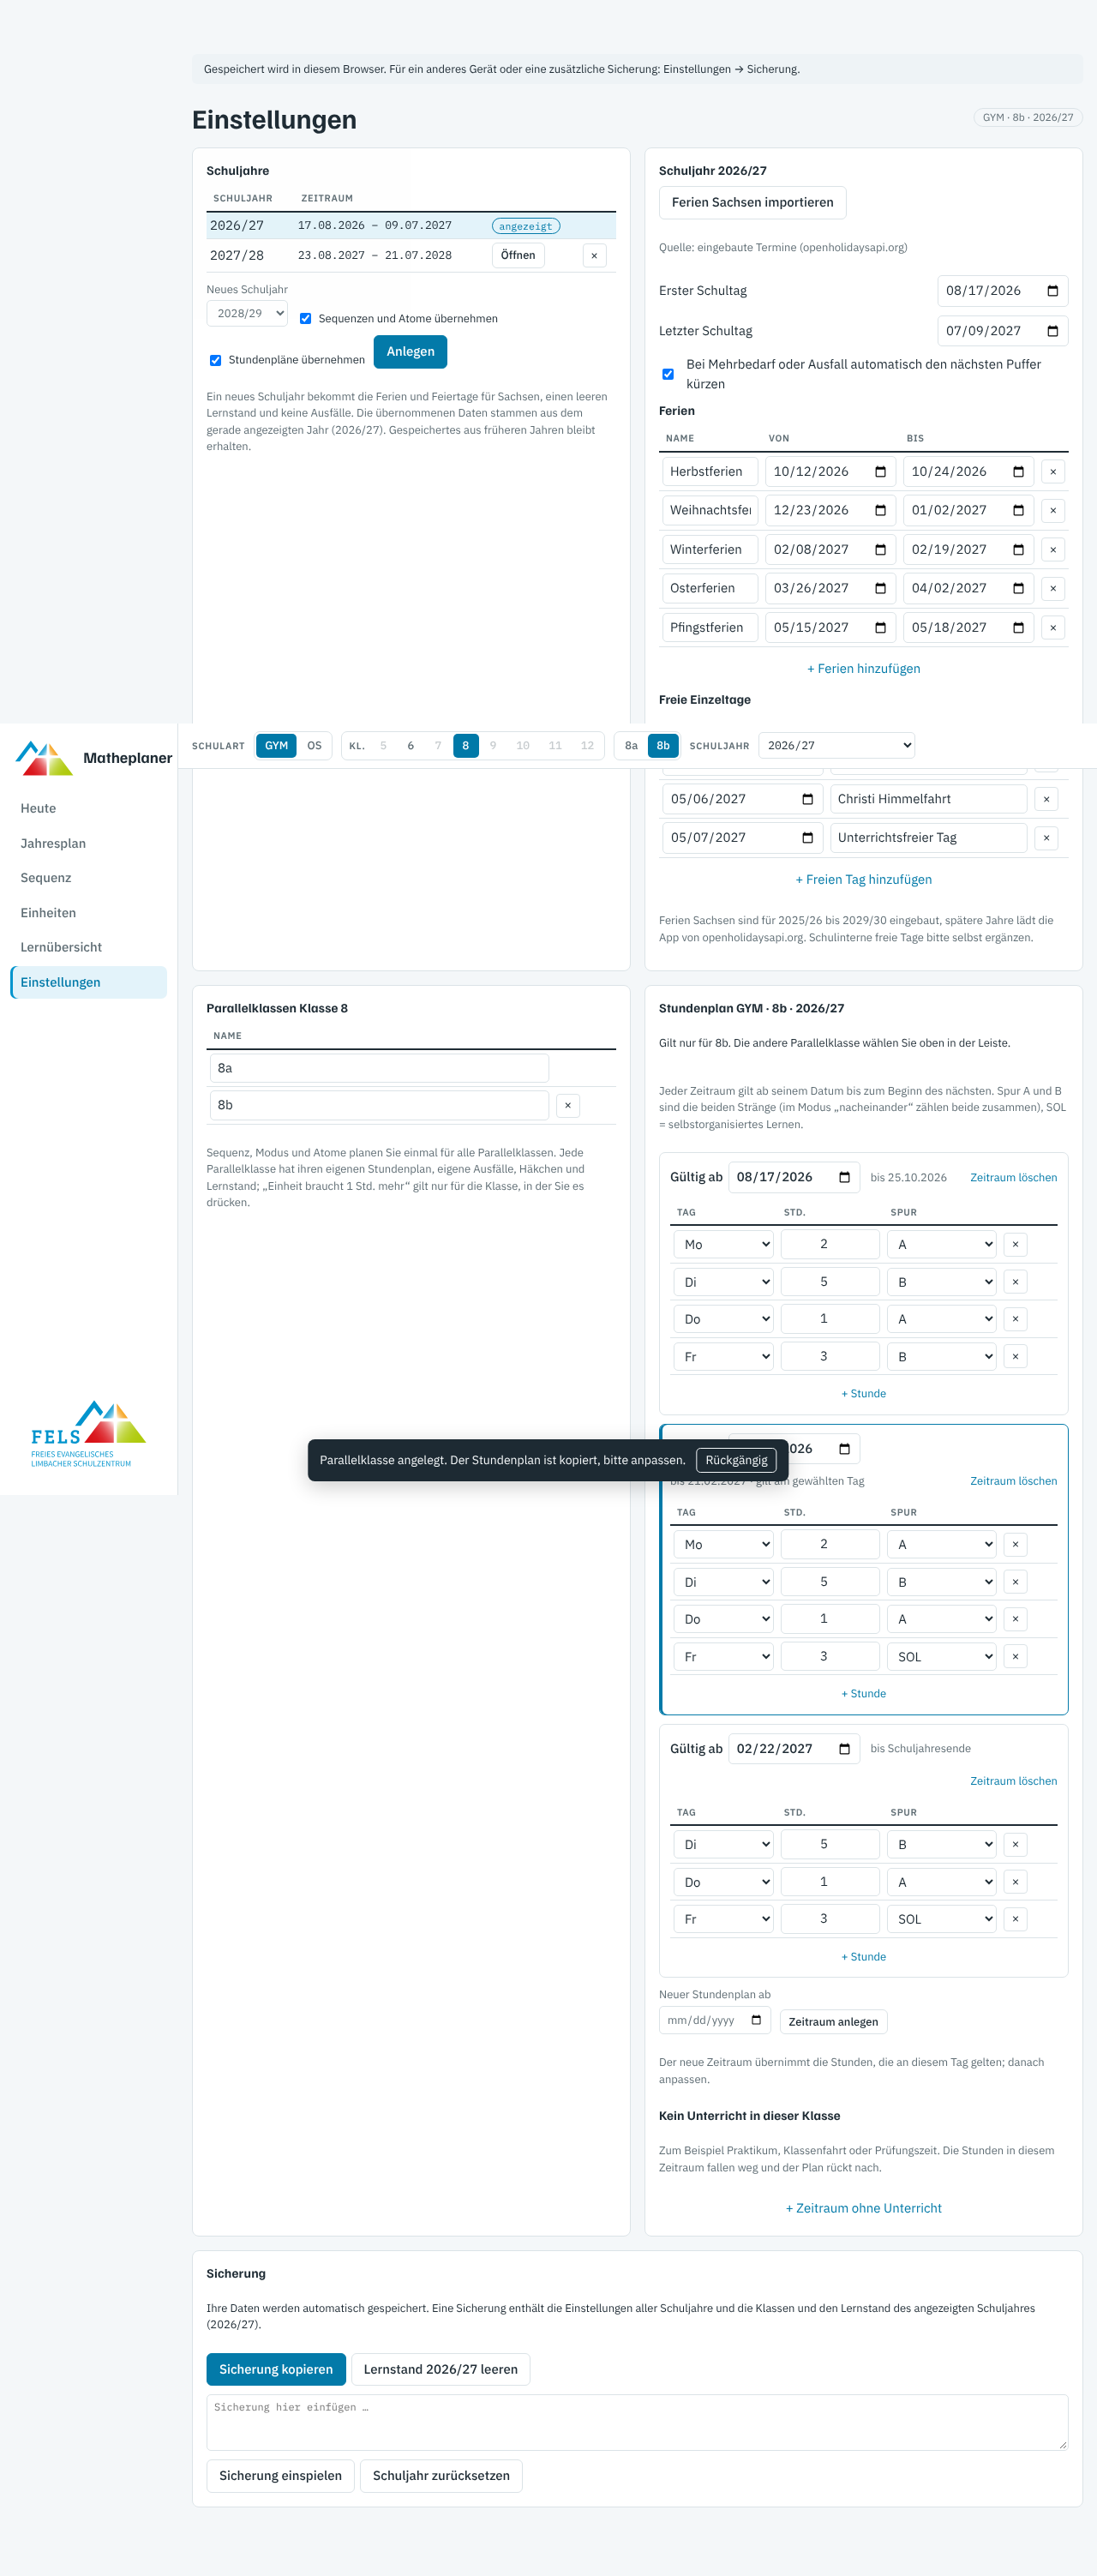 Gespeichert wird in diesem Browser. Für ein anderes Gerät oder eine zusätzliche Sicherung: Einstellungen → Sicherung.
Einstellungen
GYM · 8b · 2026/27
Schuljahre
SCHULJAHR ZEITRAUM
2026/27 17.08.2026 – 09.07.2027 angezeigt
2027/28 23.08.2027 – 21.07.2028 Öffnen ×
Neues Schuljahr
2028/29 Sequenzen und Atome übernehmen
Stundenpläne übernehmen Anlegen
Ein neues Schuljahr bekommt die Ferien und Feiertage für Sachsen, einen leeren
Lernstand und keine Ausfälle. Die übernommenen Daten stammen aus dem
gerade angezeigten Jahr (2026/27). Gespeichertes aus früheren Jahren bleibt
erhalten.
Schuljahr 2026/27
Ferien Sachsen importieren
Quelle: eingebaute Termine (openholidaysapi.org)
Erster Schultag 08/17/2026
Letzter Schultag 07/09/2027
Bei Mehrbedarf oder Ausfall automatisch den nächsten Puffer
kürzen
Ferien
NAME VON BIS
Herbstferien 10/12/2026 10/24/2026 ×
Weihnachtsfer 12/23/2026 01/02/2027 ×
Winterferien 02/08/2027 02/19/2027 ×
Osterferien 03/26/2027 04/02/2027 ×
Pfingstferien 05/15/2027 05/18/2027 ×
+ Ferien hinzufügen
Freie Einzeltage
Matheplaner
SCHULART GYM OS KL. 5 6 7 8 9 10 11 12 8a 8b SCHULJAHR 2026/27
Heute
Jahresplan
Sequenz
Einheiten
Lernübersicht
Einstellungen
05/06/2027 Christi Himmelfahrt ×
05/07/2027 Unterrichtsfreier Tag ×
+ Freien Tag hinzufügen
Ferien Sachsen sind für 2025/26 bis 2029/30 eingebaut, spätere Jahre lädt die
App von openholidaysapi.org. Schulinterne freie Tage bitte selbst ergänzen.
Parallelklassen Klasse 8
NAME
8a
8b ×
Sequenz, Modus und Atome planen Sie einmal für alle Parallelklassen. Jede
Parallelklasse hat ihren eigenen Stundenplan, eigene Ausfälle, Häkchen und
Lernstand; „Einheit braucht 1 Std. mehr“ gilt nur für die Klasse, in der Sie es
drücken.
FELS
FREIES EVANGELISCHES
LIMBACHER SCHULZENTRUM
Stundenplan GYM · 8b · 2026/27
Gilt nur für 8b. Die andere Parallelklasse wählen Sie oben in der Leiste.
Jeder Zeitraum gilt ab seinem Datum bis zum Beginn des nächsten. Spur A und B
sind die beiden Stränge (im Modus „nacheinander“ zählen beide zusammen), SOL
= selbstorganisiertes Lernen.
Gültig ab 08/17/2026 bis 25.10.2026 Zeitraum löschen
TAG STD. SPUR
Mo 2 A ×
Di 5 B ×
Do 1 A ×
Fr 3 B ×
+ Stunde
Parallelklasse angelegt. Der Stundenplan ist kopiert, bitte anpassen. Rückgängig
026
bis 21.02.2027 · gilt am gewählten Tag Zeitraum löschen
TAG STD. SPUR
Mo 2 A ×
Di 5 B ×
Do 1 A ×
Fr 3 SOL ×
+ Stunde
Gültig ab 02/22/2027 bis Schuljahresende
Zeitraum löschen
TAG STD. SPUR
Di 5 B ×
Do 1 A ×
Fr 3 SOL ×
+ Stunde
Neuer Stundenplan ab
mm/dd/yyyy Zeitraum anlegen
Der neue Zeitraum übernimmt die Stunden, die an diesem Tag gelten; danach
anpassen.
Kein Unterricht in dieser Klasse
Zum Beispiel Praktikum, Klassenfahrt oder Prüfungszeit. Die Stunden in diesem
Zeitraum fallen weg und der Plan rückt nach.
+ Zeitraum ohne Unterricht
Sicherung
Ihre Daten werden automatisch gespeichert. Eine Sicherung enthält die Einstellungen aller Schuljahre und die Klassen und den Lernstand des angezeigten Schuljahres
(2026/27).
Sicherung kopieren Lernstand 2026/27 leeren
Sicherung hier einfügen …
Sicherung einspielen Schuljahr zurücksetzen